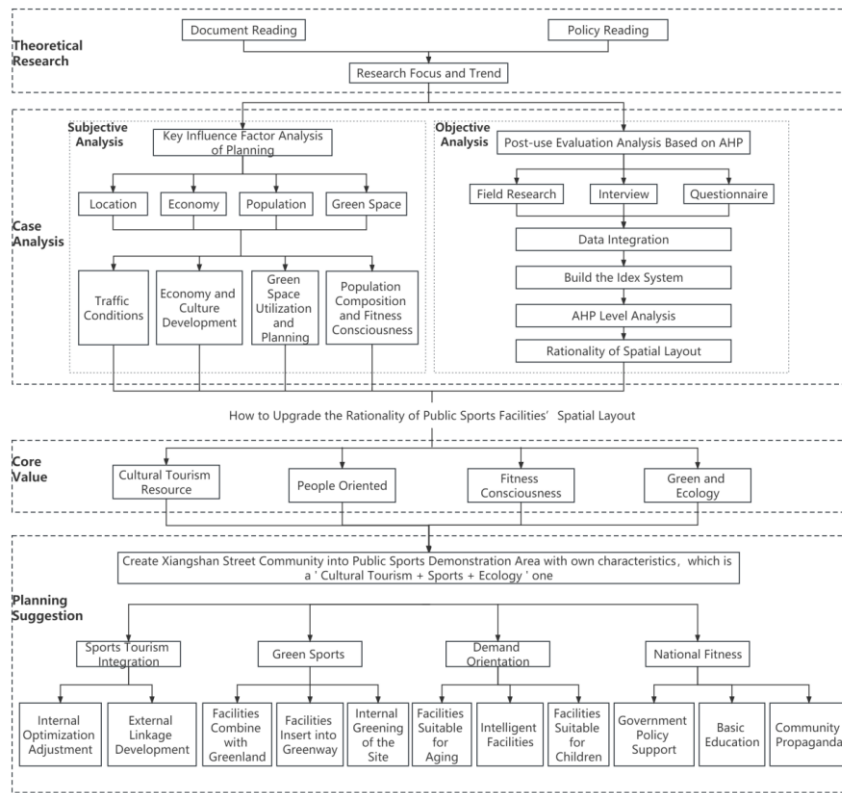 Theoretical
Research
Document Reading
Policy Reading
Research Focus and Trend
Case
Analysis
Subjective
Analysis
Key Influence Factor Analysis
of Planning
Location
Economy
Population
Green Space
Traffic
Conditions
Economy and
Culture
Development
Green
Space
Utilization
and
Planning
Population
Composition
and Fitness
Consciousness
Objective
Analysis
Post-use Evaluation Analysis Based on AHP
Field Research
Interview
Questionnaire
Data Integration
Build the Idex System
AHP Level Analysis
Rationality of Spatial Layout
How to Upgrade the Rationality of Public Sports Facilities' Spatial Layout
Core
Value
Cultural Tourism
Resource
People Oriented
Fitness
Consciousness
Green and
Ecology
Planning
Suggestion
Create Xiangshan Street Community into Public Sports Demonstration Area with own characteristics, which is
a ' Cultural Tourism + Sports + Ecology ' one
Sports Tourism
Integration
Green Sports
Demand
Orientation
National Fitness
Internal
Optimization
Adjustment
External
Linkage
Development
Facilities
Combine
with
Greenland
Facilities
Insert into
Greenway
Internal
Greening
of the
Site
Facilities
Suitable
for
Aging
Intelligent
Facilities
Facilities
Suitable
for
Children
Government
Policy
Support
Basic
Education
Community
Propaganda